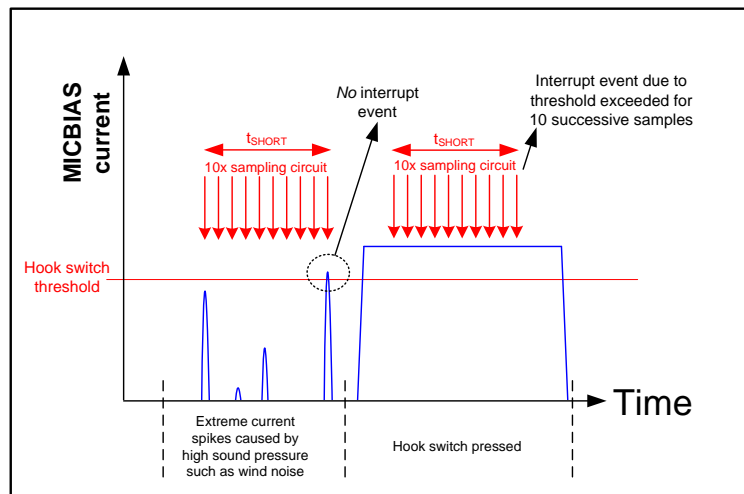 MICBIAS
current
No interrupt
event
Interrupt event due to
threshold exceeded for
10 successive samples
tSHORT
10x sampling circuit
tSHORT
10x sampling circuit
Hook switch
threshold
Time
Extreme current
spikes caused by
high sound pressure
such as wind noise
Hook switch pressed